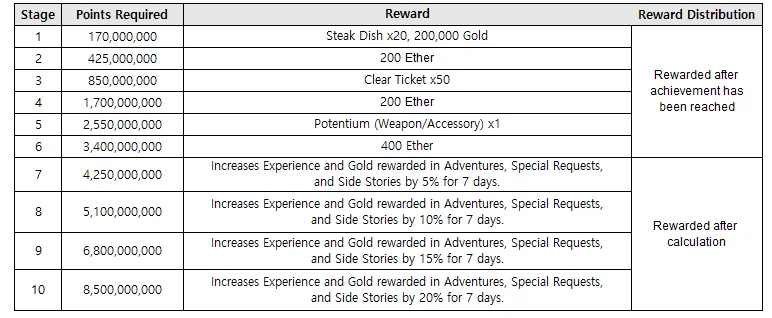 Stage Points Required Reward Reward Distribution
1 170,000,000 Steak Dish x20, 200,000 Gold
2 425,000,000 200 Ether
3 850,000,000 Clear Ticket x50
4 1,700,000,000 200 Ether
5 2,550,000,000 Potentium (Weapon/Accessory) x1
6 3,400,000,000 400 Ether
Rewarded after
achievement has
been reached
7 4,250,000,000 Increases Experience and Gold rewarded in Adventures, Special Requests,
and Side Stories by 5% for 7 days.
8 5,100,000,000 Increases Experience and Gold rewarded in Adventures, Special Requests,
and Side Stories by 10% for 7 days.
9 6,800,000,000 Increases Experience and Gold rewarded in Adventures, Special Requests,
and Side Stories by 15% for 7 days.
10 8,500,000,000 Increases Experience and Gold rewarded in Adventures, Special Requests,
and Side Stories by 20% for 7 days.
Rewarded after
calculation